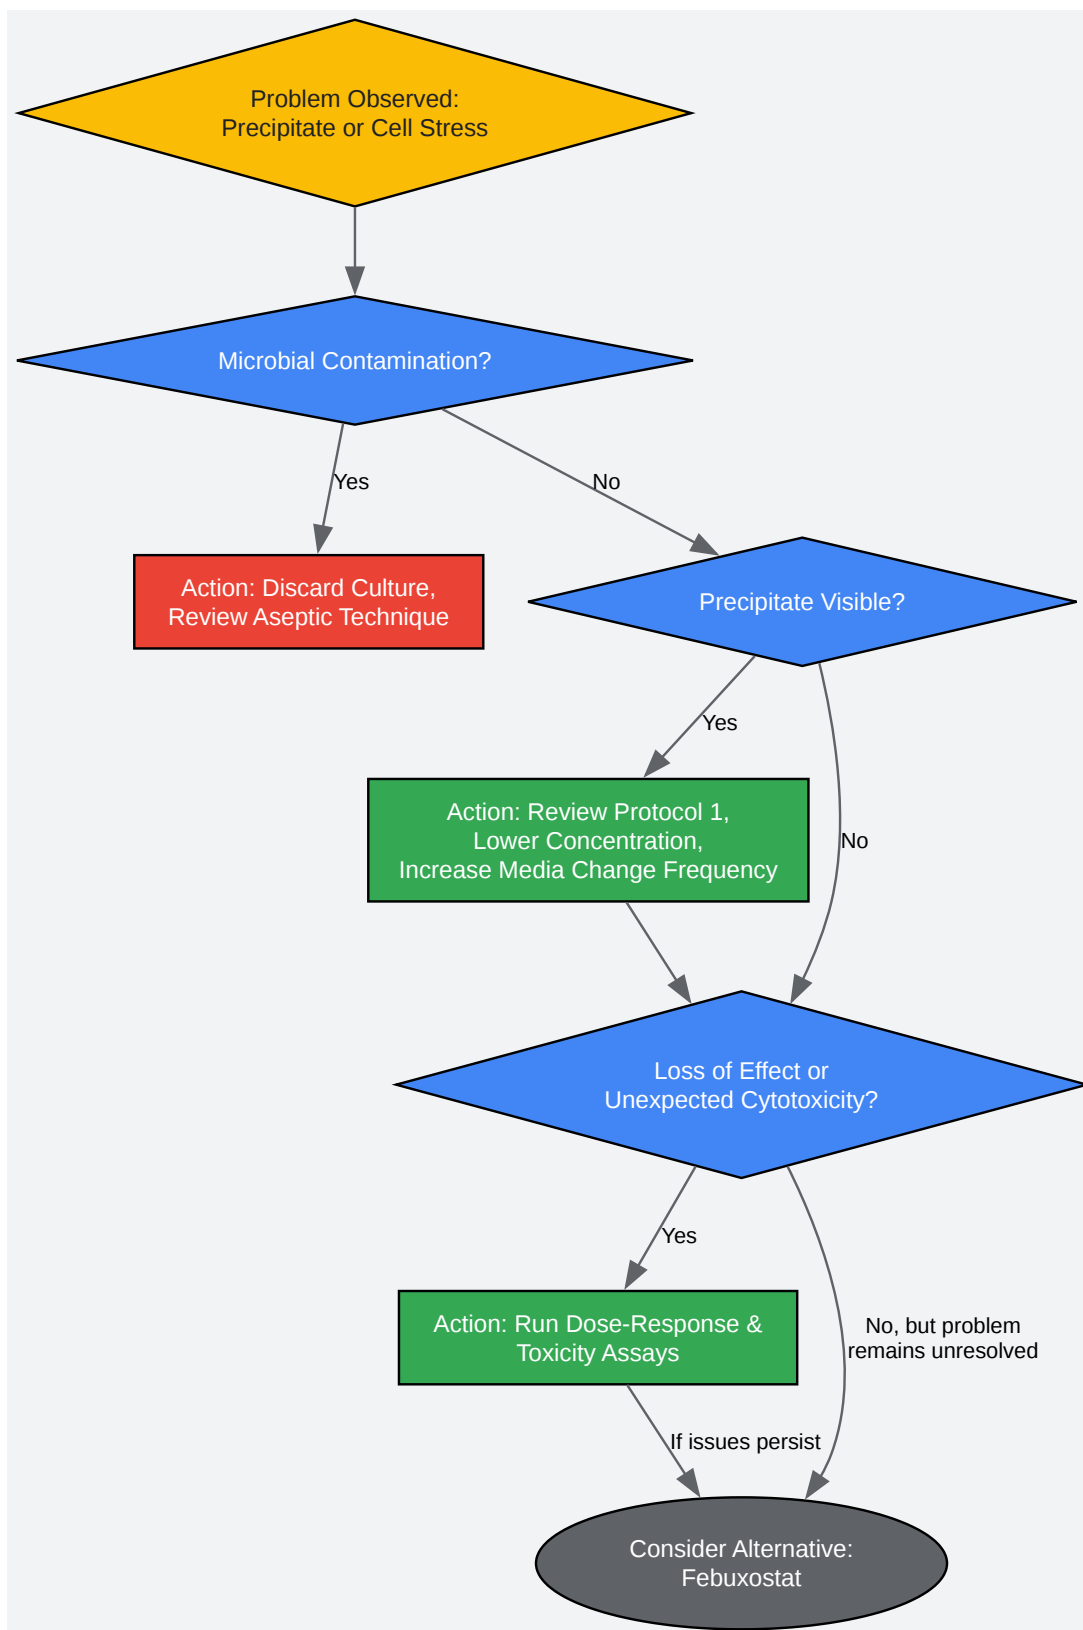 Problem Observed:
Precipitate or Cell Stress
Microbial Contamination?
Yes
No
Action: Discard Culture,
Review Aseptic Technique
Precipitate Visible?
Yes
Action: Review Protocol 1,
Lower Concentration,
Increase Media Change Frequency
No
Loss of Effect or
Unexpected Cytotoxicity?
Yes
No, but problem
remains unresolved
Action: Run Dose-Response &
Toxicity Assays
If issues persist
Consider Alternative:
Febuxostat